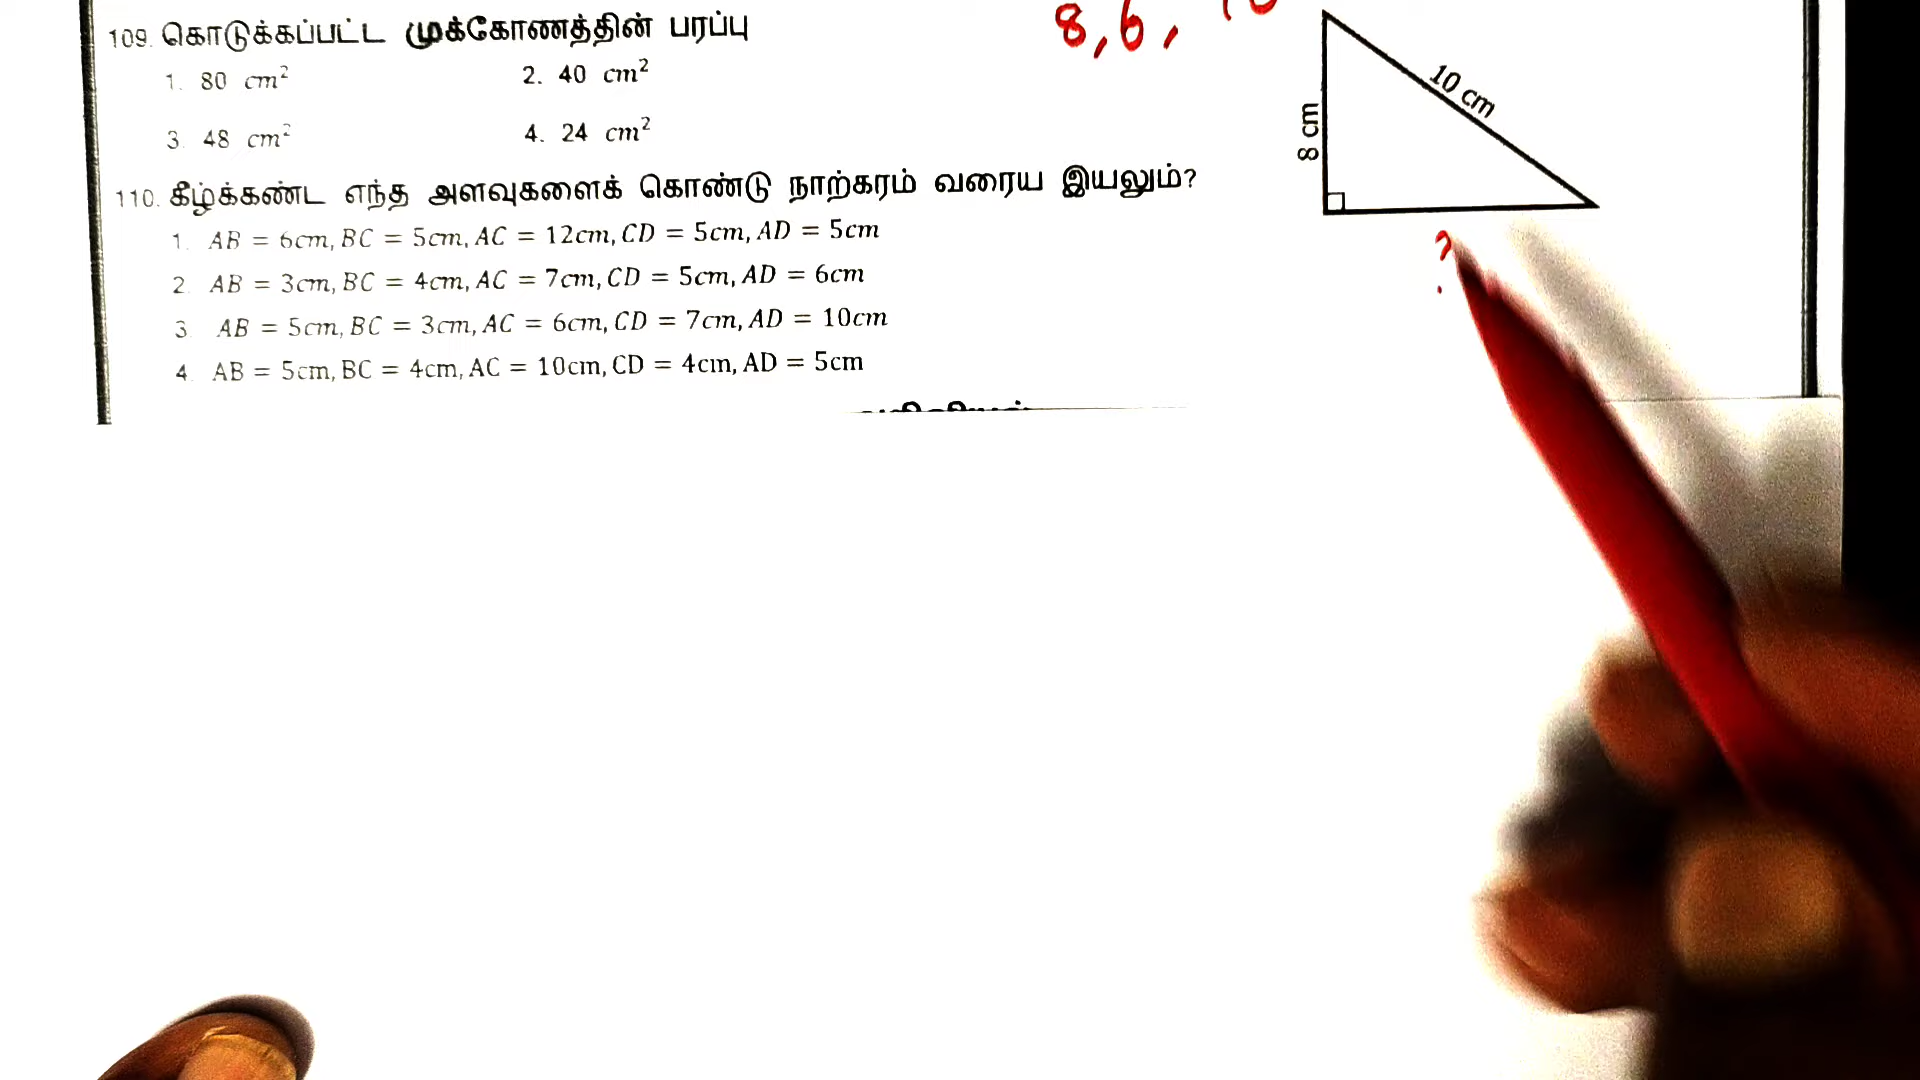 109. கொடுக்கப்பட்ட முக்கோணத்தின் பரப்பு
1. 80 cm²
2. 40 cm²
3. 48 cm²
4. 24 cm²
8, 6,
8 cm
10 cm
?
110. கீழ்க்கண்ட எந்த அளவுகளைக் கொண்டு நாற்கரம் வரைய இயலும்?
1. AB = 6cm, BC = 5cm, AC = 12cm, CD = 5cm, AD = 5cm
2. AB = 3cm, BC = 4cm, AC = 7cm, CD = 5cm, AD = 6cm
3. AB = 5cm, BC = 3cm, AC = 6cm, CD = 7cm, AD = 10cm
4. AB = 5cm, BC = 4cm, AC = 10cm, CD = 4cm, AD = 5cm